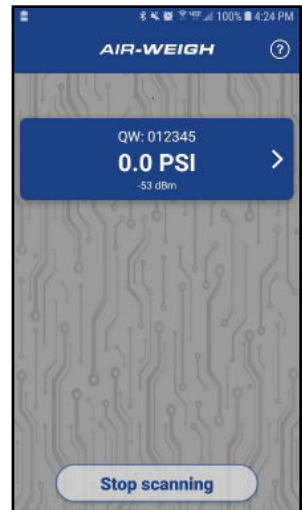 100% 4:24 PM
AIR-WEIGH
?
QW: 012345
0.0 PSI
-53 dBm
Stop scanning